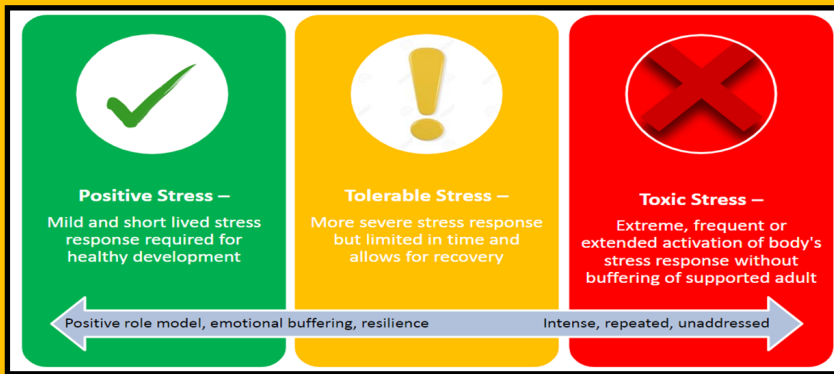 Positive Stress –
Mild and short lived stress
response required for
healthy development
Tolerable Stress –
More severe stress response
but limited in time and
allows for recovery
Toxic Stress –
Extreme, frequent or
extended activation of body's
stress response without
buffering of supported adult
Positive role model, emotional buffering, resilience
Intense, repeated, unaddressed